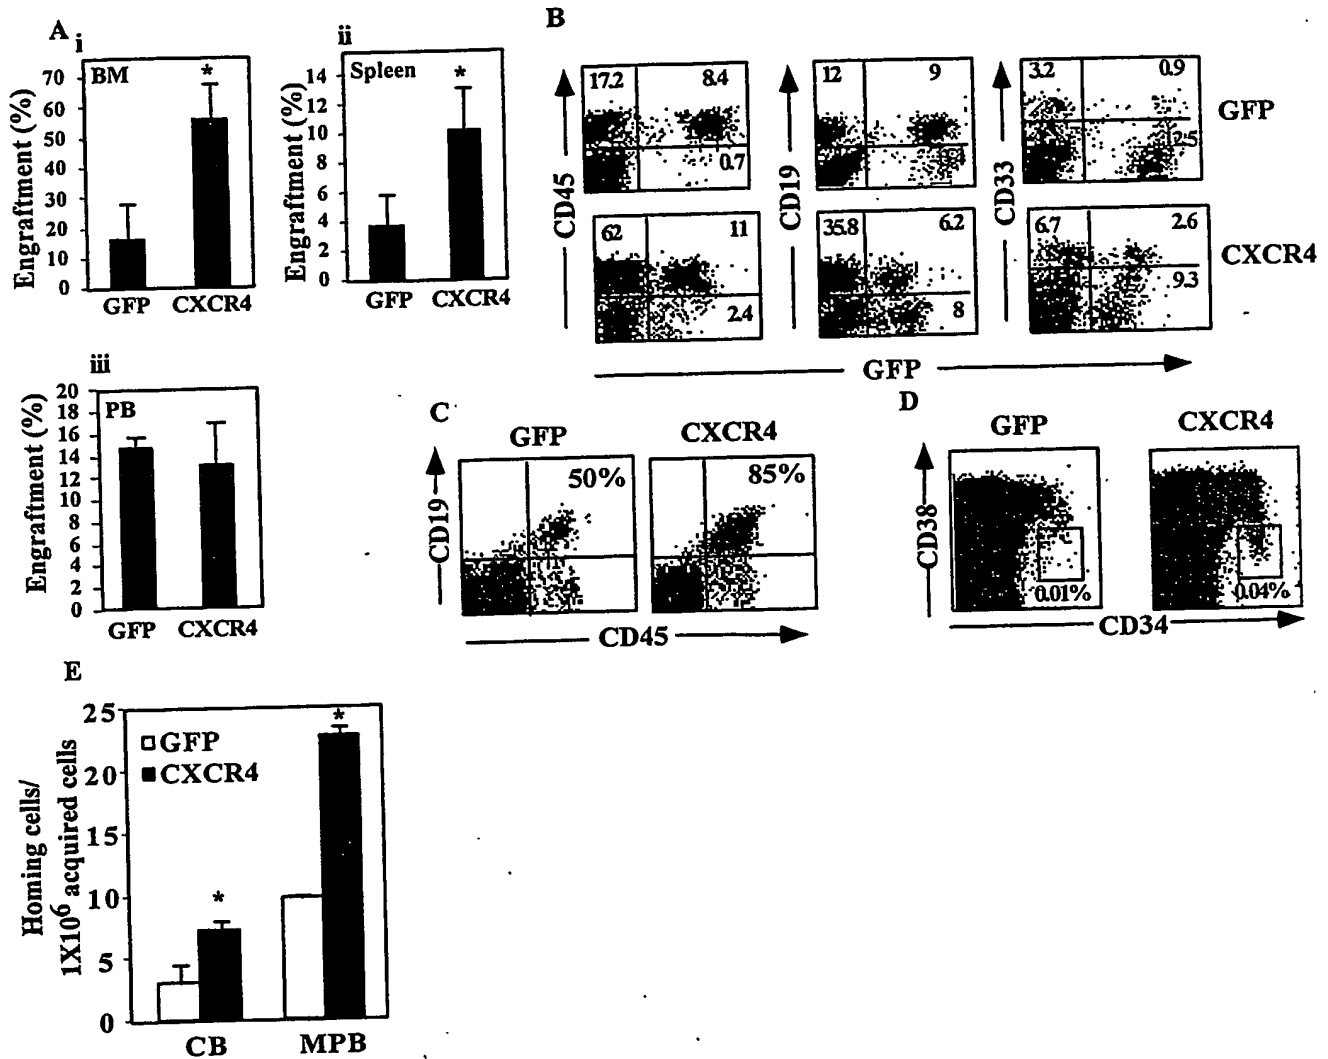 A
i
BM
*
Engraftment (%)
70
60
50
40
30
20
10
0
GFP CXCR4
ii
Spleen
*
Engraftment (%)
14
12
10
8
6
4
2
0
GFP CXCR4
iii
PB
Engraftment (%)
20
18
16
14
12
10
8
6
4
2
0
GFP CXCR4
B
CD45
17.2 8.4
0.7
CD19
12 9
CD33
3.2 0.9
2.5
GFP
62 11
2.4
35.8 6.2
8
6.7 2.6
9.3
CXCR4
GFP
C
GFP CXCR4
CD19
50% 85%
CD45
D
GFP CXCR4
CD38
0.01% 0.04%
CD34
E
Homing cells/
1X10⁶ acquired cells
25
20
15
10
5
0
GFP
CXCR4
*
*
CB MPB